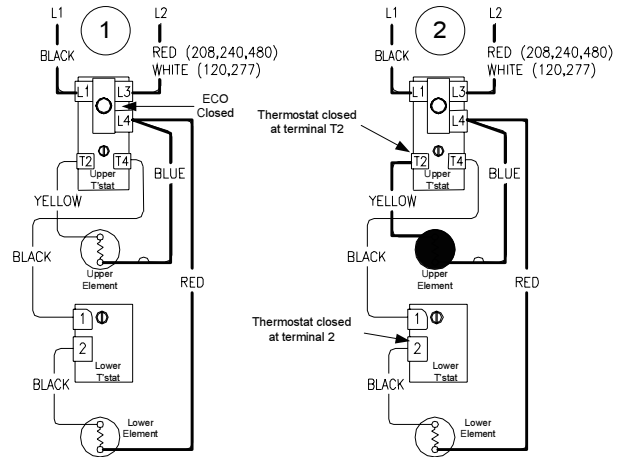 L1
1
L2
BLACK
RED (208,240,480)
WHITE (120,277)
L1
L3
ECO
Closed
L4
T2
T4
Upper
T'stat
BLUE
YELLOW
BLACK
Upper
Element
RED
1
2
Lower
T'stat
BLACK
Lower
Element
L1
2
L2
BLACK
RED (208,240,480)
WHITE (120,277)
L1
L3
L4
Thermostat closed
at terminal T2
T2
T4
Upper
T'stat
BLUE
YELLOW
BLACK
Upper
Element
RED
Thermostat closed
at terminal 2
1
2
Lower
T'stat
BLACK
Lower
Element